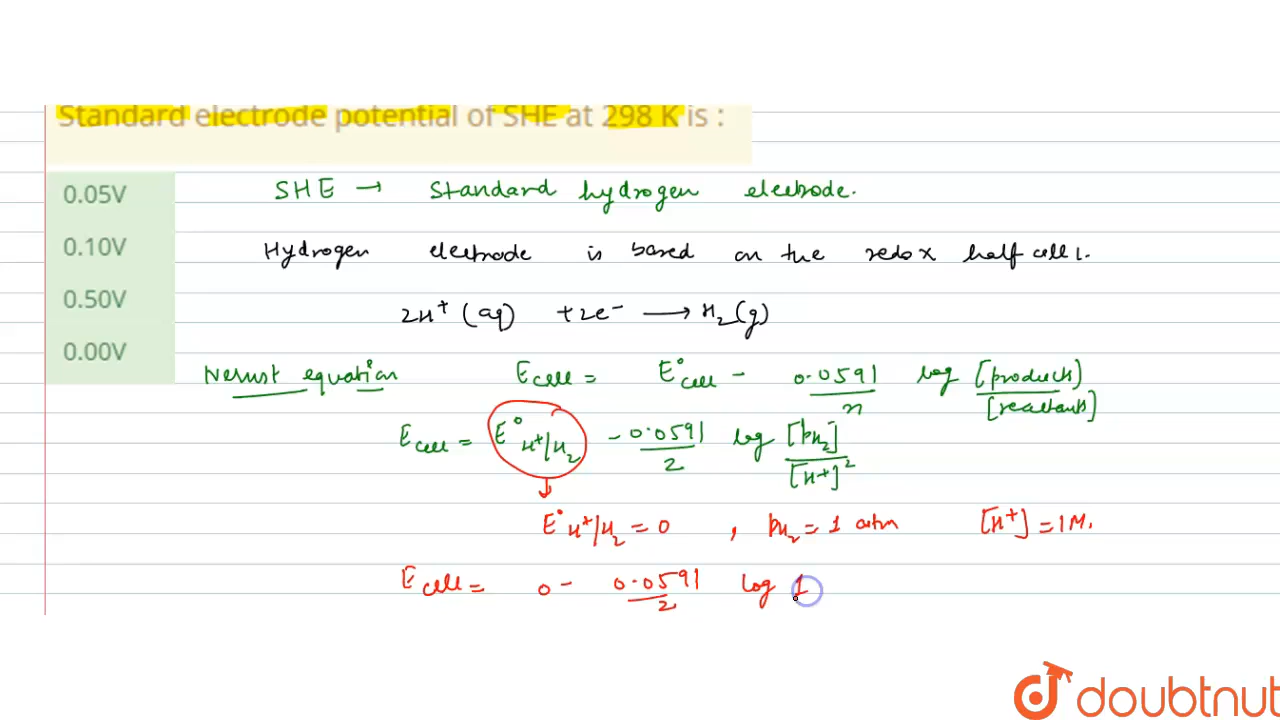 Standard electrode potential of SHE at 298 K is :
0.05V
0.10V
0.50V
0.00V
SHE → Standard hydrogen electrode.
Hydrogen electrode is based on the redox half cell.
2H⁺ (aq) + 2e⁻ → H₂(g)
Nernst equation E cell = E° cell - 0.0591/n log [products]/[reactants]
E cell = E° H⁺/H₂ - 0.0591/2 log [pH₂]/[H⁺]²
E° H⁺/H₂ = 0 , pH₂ = 1 atm [H⁺] = 1M.
E cell = 0 - 0.0591/2 log 1
doubtnut